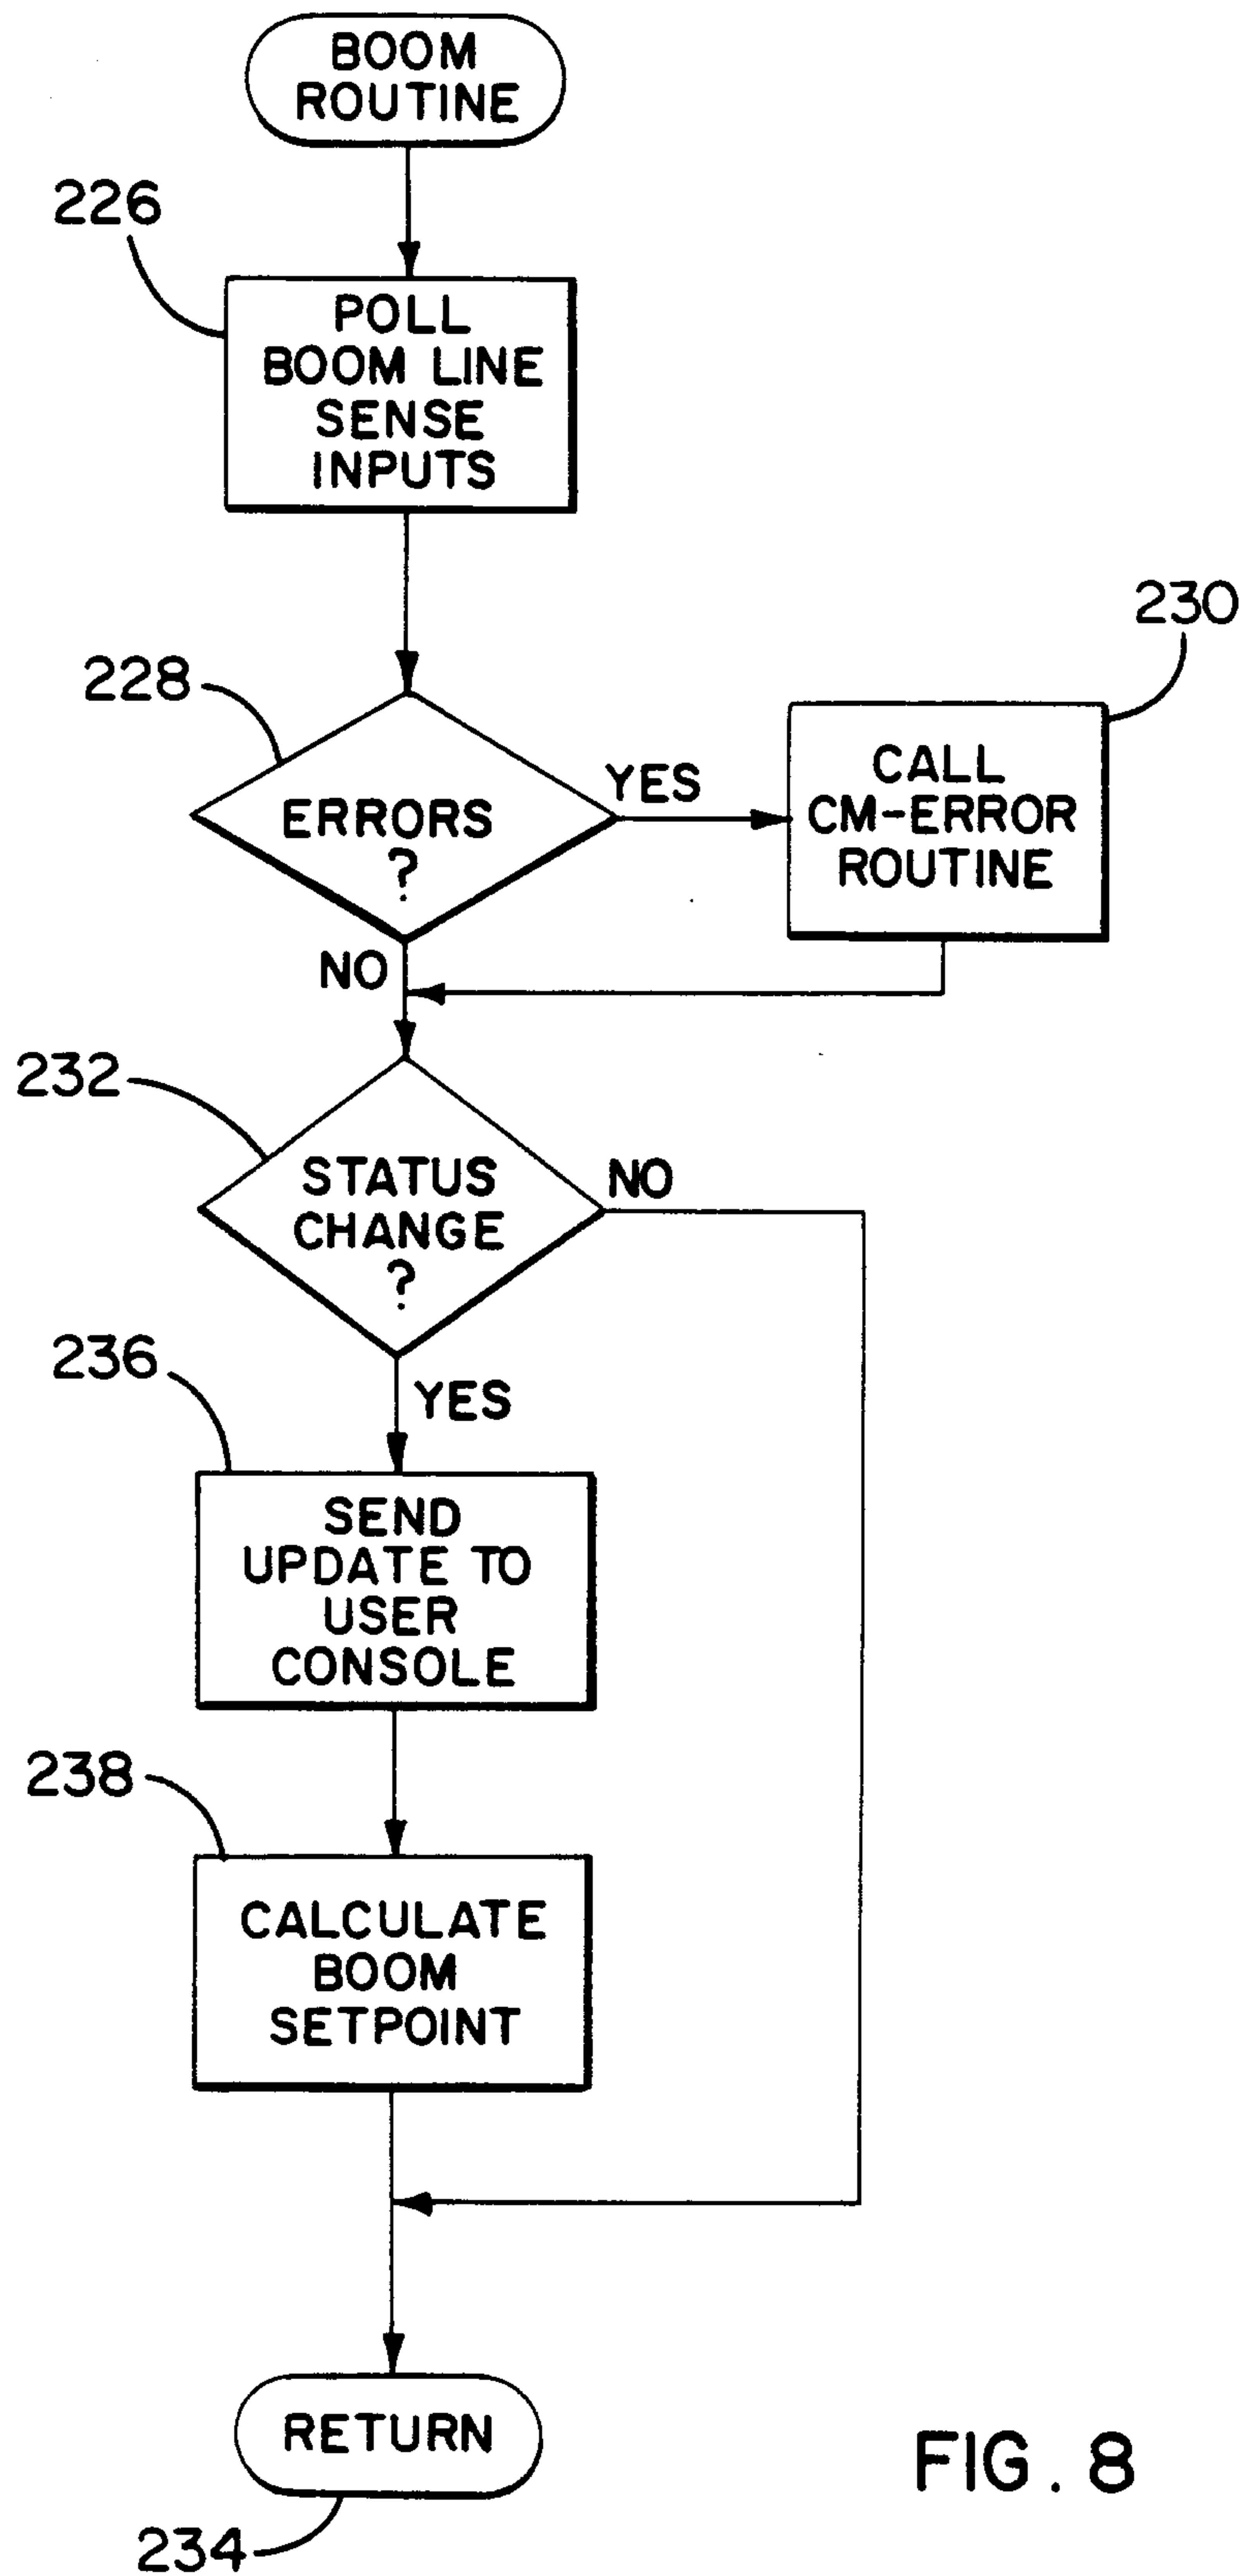 BOOM
ROUTINE
226
POLL
BOOM LINE
SENSE
INPUTS
228
ERRORS
?
YES
230
CALL
CM-ERROR
ROUTINE
NO
232
STATUS
CHANGE
?
NO
YES
236
SEND
UPDATE TO
USER
CONSOLE
238
CALCULATE
BOOM
SETPOINT
RETURN
234
FIG. 8